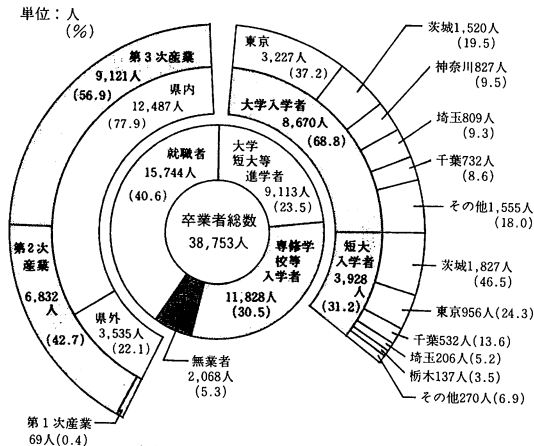 単位：人
(％)
第３次産業
9,121人
(56.9)
県内
12,487人
(77.9)
東京
3,227人
(37.2)
大学入学者
8,670人
(68.8)
茨城1,520人
(19.5)
神奈川827人
(9.5)
埼玉809人
(9.3)
千葉732人
(8.6)
その他1,555人
(18.0)
就職者
15,744人
(40.6)
大学
短大等
進学者
9,113人
(23.5)
卒業者総数
38,753人
専修学
校等
入学者
11,828人
(30.5)
短大
入学者
3,928
人
(31.2)
茨城1,827人
(46.5)
東京956人(24.3)
千葉532人(13.6)
埼玉206人(5.2)
栃木137人(3.5)
その他270人(6.9)
第２次
産業
6,832
人
(42.7)
県外
3,535人
(22.1)
無業者
2,068人
(5.3)
第１次産業
69人(0.4)